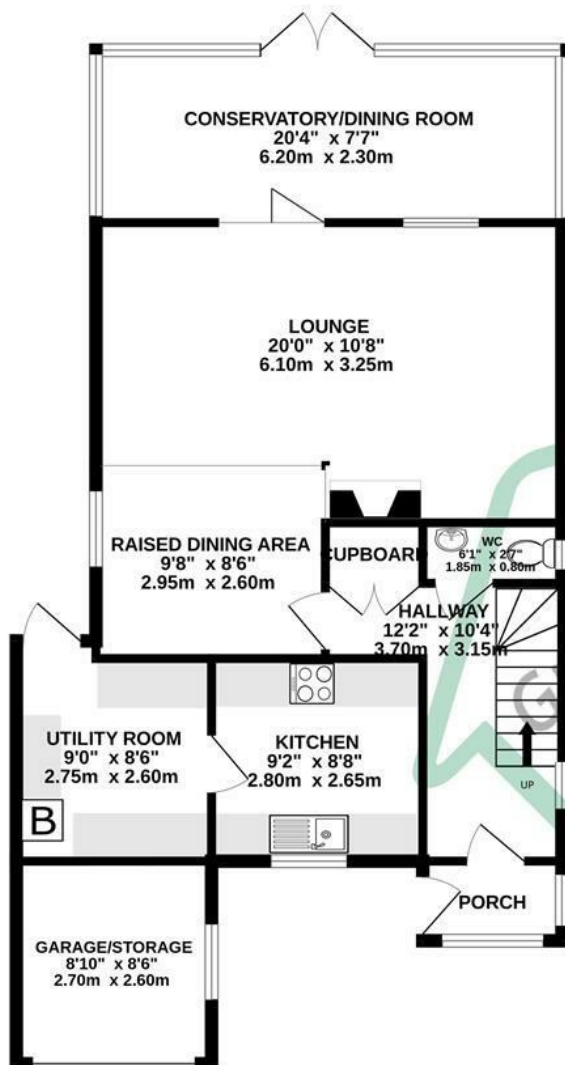 CONSERVATORY/DINING ROOM
20'4" x 7'7"
6.20m x 2.30m
LOUNGE
20'0" x 10'8"
6.10m x 3.25m
RAISED DINING AREA
9'8" x 8'6"
2.95m x 2.60m
CUPBOARD
WC
6'1" x 2'7"
1.85m x 0.80m
HALLWAY
12'2" x 10'4"
3.70m x 3.15m
UTILITY ROOM
9'0" x 8'6"
2.75m x 2.60m
KITCHEN
9'2" x 8'8"
2.80m x 2.65m
B
UP
PORCH
GARAGE/STORAGE
8'10" x 8'6"
2.70m x 2.60m